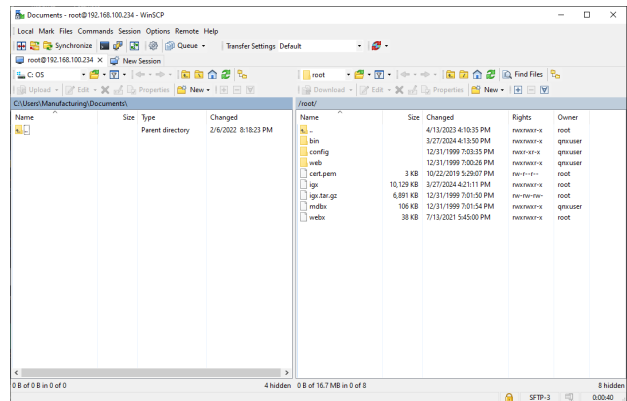 Documents - root@192.168.100.234 - WinSCP
Local Mark Files Commands Session Options Remote Help
Synchronize Queue Transfer Settings Default
root@192.168.100.234 × New Session
C: OS root Find Files
Upload Edit Properties New Download Edit Properties New
C:\Users\Manufacturing\Documents\ /root/
Name Size Type Changed Name Size Changed Rights Owner
.. Parent directory 2/6/2022 8:18:23 PM .. 4/13/2023 4:10:35 PM rwxrwxr-x root
bin 3/27/2024 4:13:50 PM rwxrwxr-x qnxuser
config 12/31/1999 7:03:35 PM rwxr-xr-x qnxuser
web 12/31/1999 7:00:26 PM rwxrwxr-x qnxuser
cert.pem 3 KB 10/22/2019 5:29:07 PM rw-r--r-- root
igx 10,129 KB 3/27/2024 4:21:11 PM rwxrwxr-x root
igx.tar.gz 6,891 KB 12/31/1999 7:01:50 PM rw-rw-rw- root
mdbx 106 KB 12/31/1999 7:01:54 PM rwxrwxr-x qnxuser
webx 38 KB 7/13/2021 5:45:00 PM rwxrwxr-x root
0 B of 0 B in 0 of 0 4 hidden 0 B of 16.7 MB in 0 of 8 8 hidden
SFTP-3 0:00:40